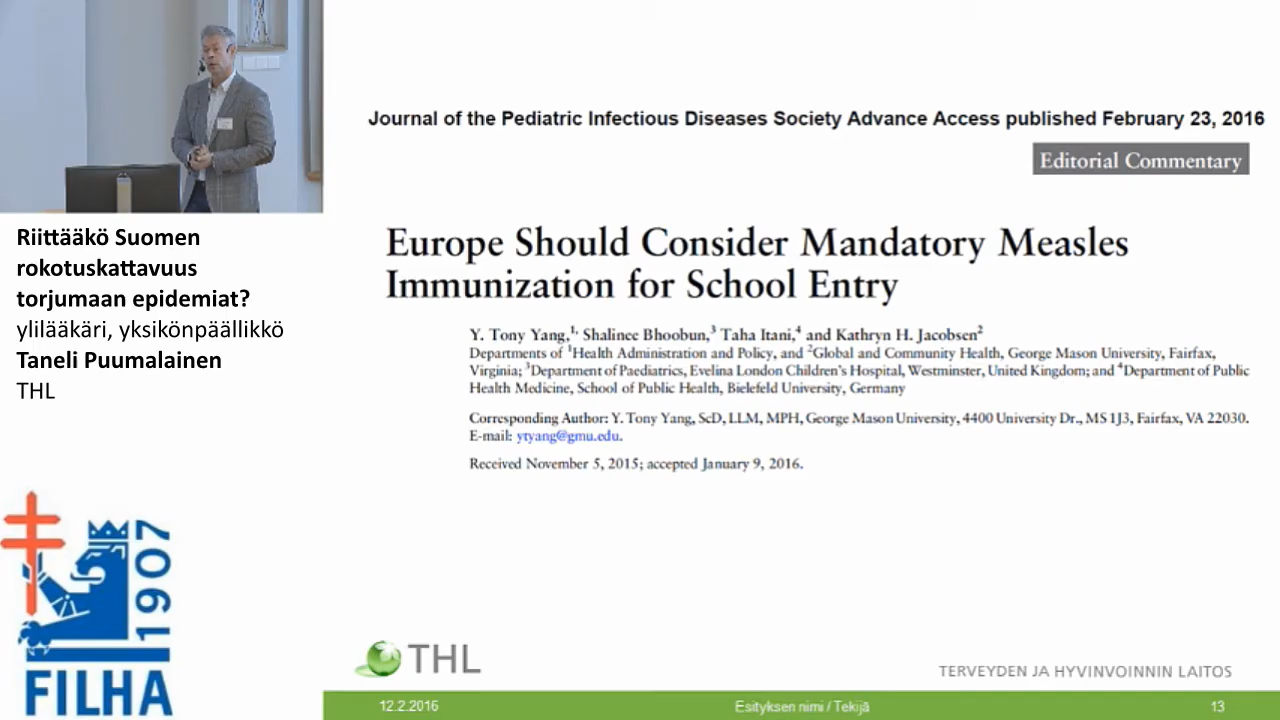 Riittääkö Suomen
rokotuskattavuus
torjumaan epidemiat?
ylilääkäri, yksikönpäällikkö
Taneli Puumalainen
THL
FILHA
1907
Journal of the Pediatric Infectious Diseases Society Advance Access published February 23, 2016
Editorial Commentary
Europe Should Consider Mandatory Measles
Immunization for School Entry
Y. Tony Yang,1, Shalinee Bhoobun,3 Taha Itani,4 and Kathryn H. Jacobsen2
Departments of 1Health Administration and Policy, and 2Global and Community Health, George Mason University, Fairfax,
Virginia; 3Department of Paediatrics, Evelina London Children's Hospital, Westminster, United Kingdom; and 4Department of Public
Health Medicine, School of Public Health, Bielefeld University, Germany
Corresponding Author: Y. Tony Yang, ScD, LLM, MPH, George Mason University, 4400 University Dr., MS 1J3, Fairfax, VA 22030.
E-mail: ytyang@gmu.edu.
Received November 5, 2015; accepted January 9, 2016.
THL
TERVEYDEN JA HYVINVOINNIN LAITOS
12.2.2016
Esityksen nimi / Tekijä
13